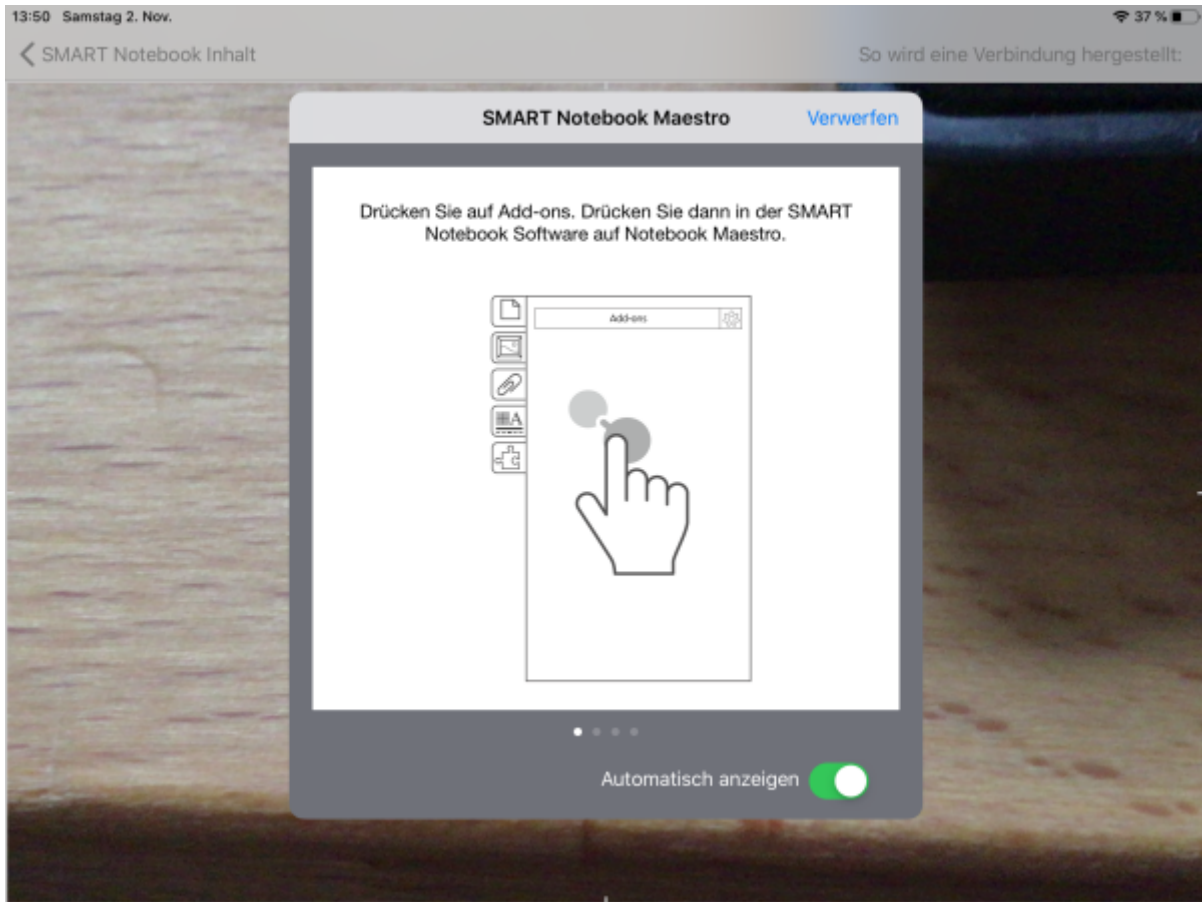 13:50 Samstag 2. Nov.
37 %
SMART Notebook Inhalt
So wird eine Verbindung hergestellt:
SMART Notebook Maestro
Verwerfen
Drücken Sie auf Add-ons. Drücken Sie dann in der SMART
Notebook Software auf Notebook Maestro.
Add-ons
A
Automatisch anzeigen